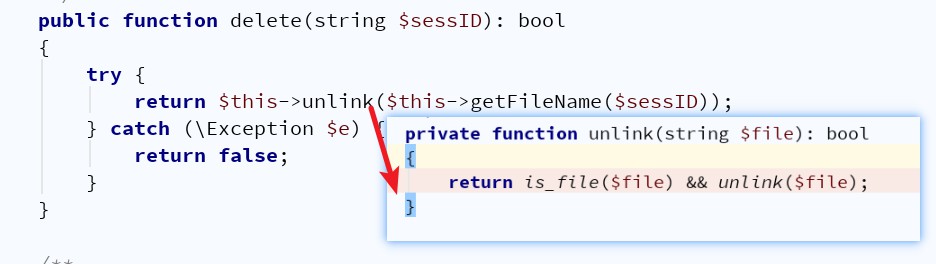 public function delete(string $sessID): bool
{
try {
return $this->unlink($this->getFileName($sessID));
} catch (\Exception $e) {
return false;
}
}
/**
private function unlink(string $file): bool
{
return is_file($file) && unlink($file);
}